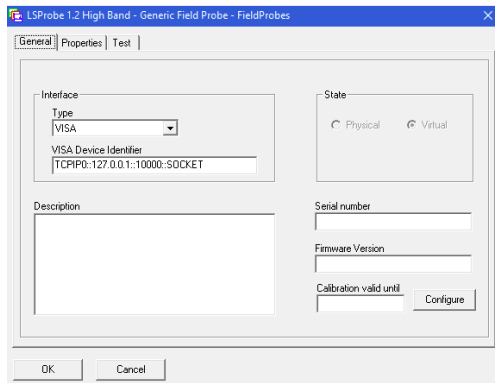 LSProbe 1.2 High Band - Generic Field Probe - FieldProbes
General
Properties
Test
Interface
Type
VISA
VISA Device Identifier
TCPIP0::127.0.0.1::10000::SOCKET
State
Physical
Virtual
Description
Serial number
Firmware Version
Calibration valid until
Configure
OK
Cancel